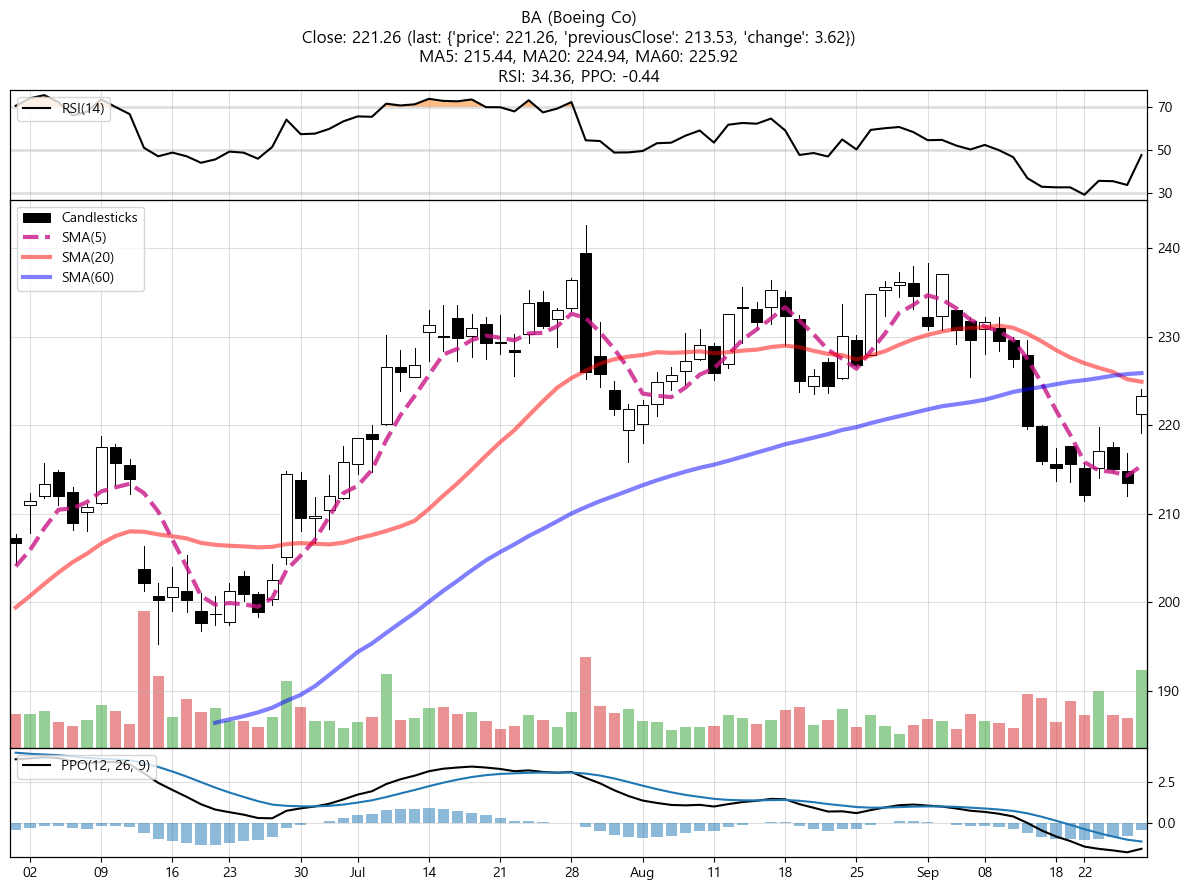 BA (Boeing Co)
Close: 221.26 (last: {'price': 221.26, 'previousClose': 213.53, 'change': 3.62})
MA5: 215.44, MA20: 224.94, MA60: 225.92
RSI: 34.36, PPO: -0.44
RSI(14)
70
50
30
Candlesticks
SMA(5)
SMA(20)
SMA(60)
240
230
220
210
200
190
PPO(12, 26, 9)
2.5
0.0
02 09 16 23 30 Jul 14 21 28 Aug 11 18 25 Sep 08 18 22